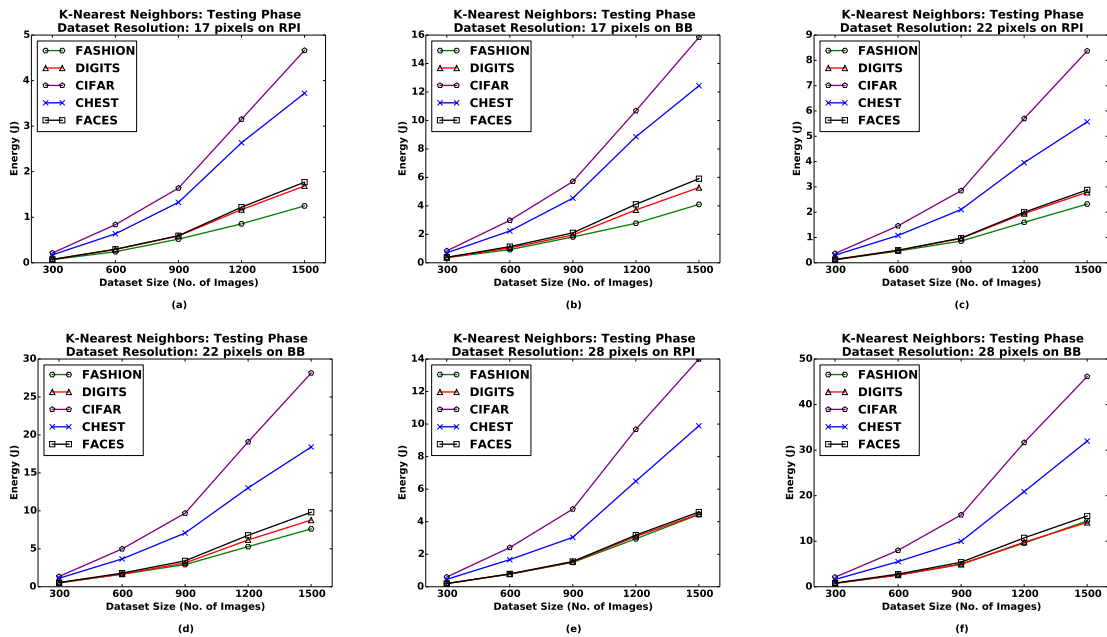 K-Nearest Neighbors: Testing Phase
Dataset Resolution: 17 pixels on RPI
5
4
3
2
1
0
Energy (J)
FASHION
DIGITS
CIFAR
CHEST
FACES
300 600 900 1200 1500
Dataset Size (No. of Images)
(a)
K-Nearest Neighbors: Testing Phase
Dataset Resolution: 17 pixels on BB
16
14
12
10
8
6
4
2
0
Energy (J)
FASHION
DIGITS
CIFAR
CHEST
FACES
300 600 900 1200 1500
Dataset Size (No. of Images)
(b)
K-Nearest Neighbors: Testing Phase
Dataset Resolution: 22 pixels on RPI
9
8
7
6
5
4
3
2
1
0
Energy (J)
FASHION
DIGITS
CIFAR
CHEST
FACES
300 600 900 1200 1500
Dataset Size (No. of Images)
(c)
K-Nearest Neighbors: Testing Phase
Dataset Resolution: 22 pixels on BB
30
25
20
15
10
5
0
Energy (J)
FASHION
DIGITS
CIFAR
CHEST
FACES
300 600 900 1200 1500
Dataset Size (No. of Images)
(d)
K-Nearest Neighbors: Testing Phase
Dataset Resolution: 28 pixels on RPI
14
12
10
8
6
4
2
0
Energy (J)
FASHION
DIGITS
CIFAR
CHEST
FACES
300 600 900 1200 1500
Dataset Size (No. of Images)
(e)
K-Nearest Neighbors: Testing Phase
Dataset Resolution: 28 pixels on BB
50
40
30
20
10
0
Energy (J)
FASHION
DIGITS
CIFAR
CHEST
FACES
300 600 900 1200 1500
Dataset Size (No. of Images)
(f)